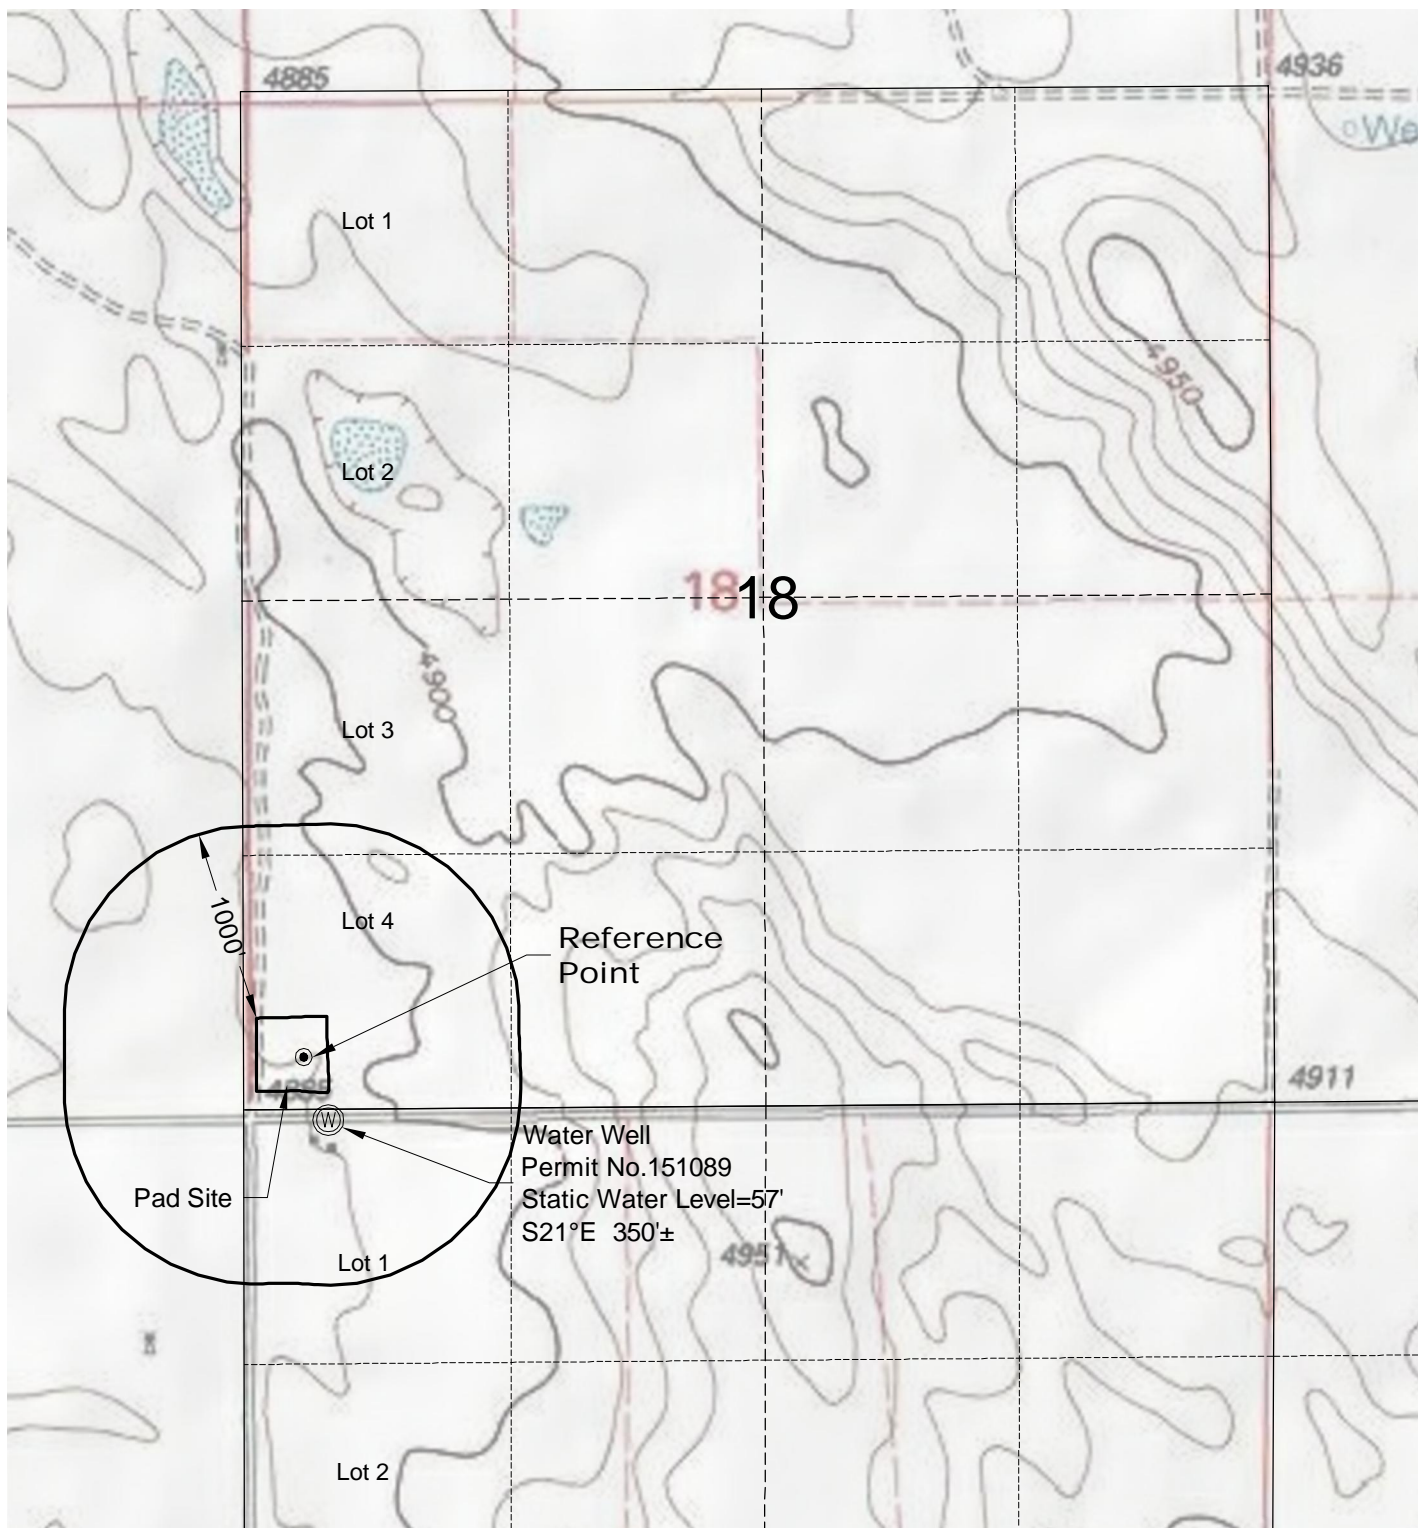 4885
4936
We
Lot 1
4950
Lot 2
18
18
4900
Lot 3
Lot 4
1000'
Reference
Point
4911
W
Water Well
Permit No.151089
Static Water Level=57'
S21°E 350'±
Pad Site
4951
Lot 1
Lot 2